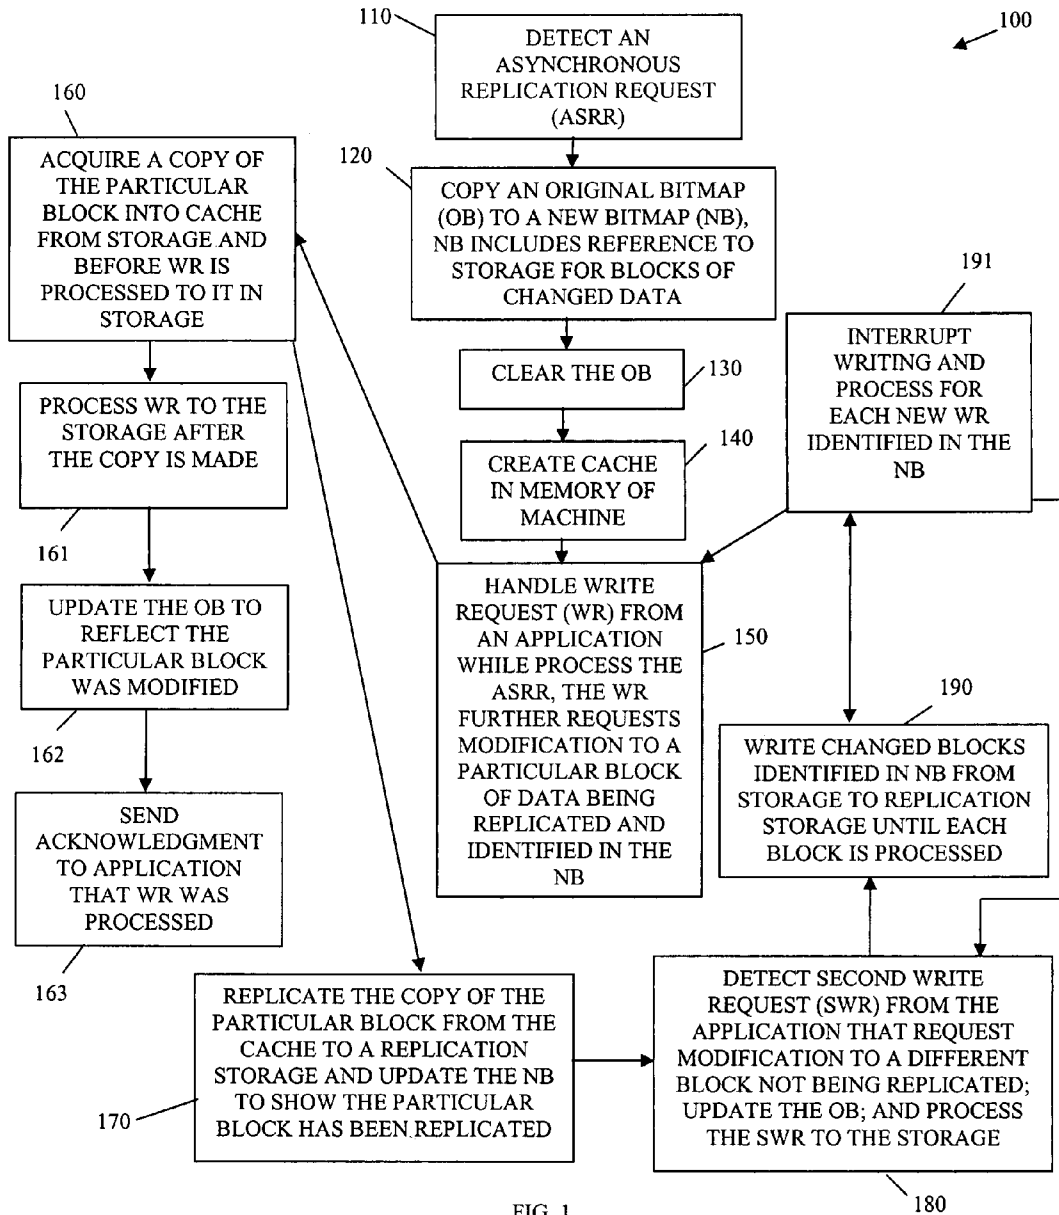 110
DETECT AN
ASYNCHRONOUS
REPLICATION REQUEST
(ASRR)
100
120
COPY AN ORIGINAL BITMAP
(OB) TO A NEW BITMAP (NB),
NB INCLUDES REFERENCE TO
STORAGE FOR BLOCKS OF
CHANGED DATA
CLEAR THE OB
130
140
CREATE CACHE
IN MEMORY OF
MACHINE
HANDLE WRITE
REQUEST (WR) FROM
AN APPLICATION
WHILE PROCESS THE
ASRR, THE WR
FURTHER REQUESTS
MODIFICATION TO A
PARTICULAR BLOCK
OF DATA BEING
REPLICATED AND
IDENTIFIED IN THE
NB
150
160
ACQUIRE A COPY OF
THE PARTICULAR
BLOCK INTO CACHE
FROM STORAGE AND
BEFORE WR IS
PROCESSED TO IT IN
STORAGE
PROCESS WR TO THE
STORAGE AFTER
THE COPY IS MADE
161
UPDATE THE OB TO
REFLECT THE
PARTICULAR BLOCK
WAS MODIFIED
162
SEND
ACKNOWLEDGMENT
TO APPLICATION
THAT WR WAS
PROCESSED
163
REPLICATE THE COPY OF THE
PARTICULAR BLOCK FROM THE
CACHE TO A REPLICATION
STORAGE AND UPDATE THE NB
TO SHOW THE PARTICULAR
BLOCK HAS BEEN REPLICATED
170
DETECT SECOND WRITE
REQUEST (SWR) FROM THE
APPLICATION THAT REQUEST
MODIFICATION TO A DIFFERENT
BLOCK NOT BEING REPLICATED;
UPDATE THE OB; AND PROCESS
THE SWR TO THE STORAGE
180
190
WRITE CHANGED BLOCKS
IDENTIFIED IN NB FROM
STORAGE TO REPLICATION
STORAGE UNTIL EACH
BLOCK IS PROCESSED
191
INTERRUPT
WRITING AND
PROCESS FOR
EACH NEW WR
IDENTIFIED IN THE
NB
FIG. 1